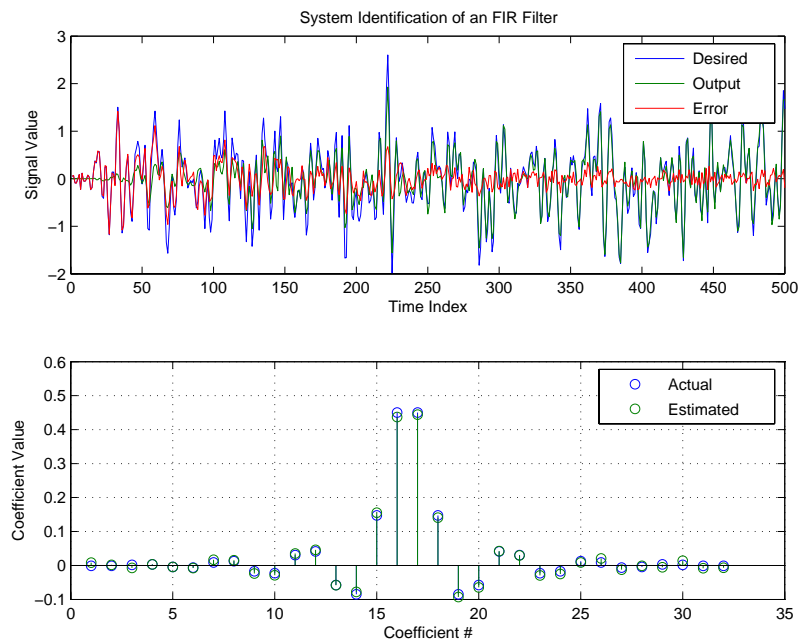 System Identification of an FIR Filter
3
2
1
0
−1
−2
Signal Value
Desired
Output
Error
0 50 100 150 200 250 300 350 400 450 500
Time Index
0.6
0.5
0.4
0.3
0.2
0.1
0
−0.1
Coefficient Value
Actual
Estimated
0 5 10 15 20 25 30 35
Coefficient #